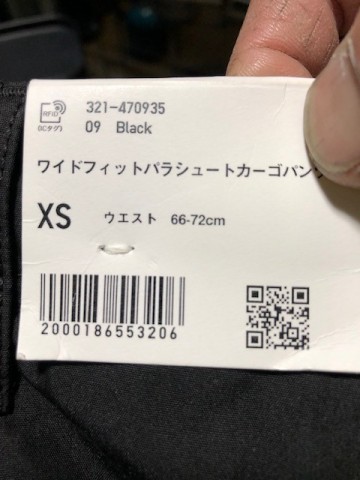 RFID
(ICタグ)
321-470935
09 Black
ワイドフィットパラシュートカーゴパン
XS
ウエスト 66-72cm
2000186553206